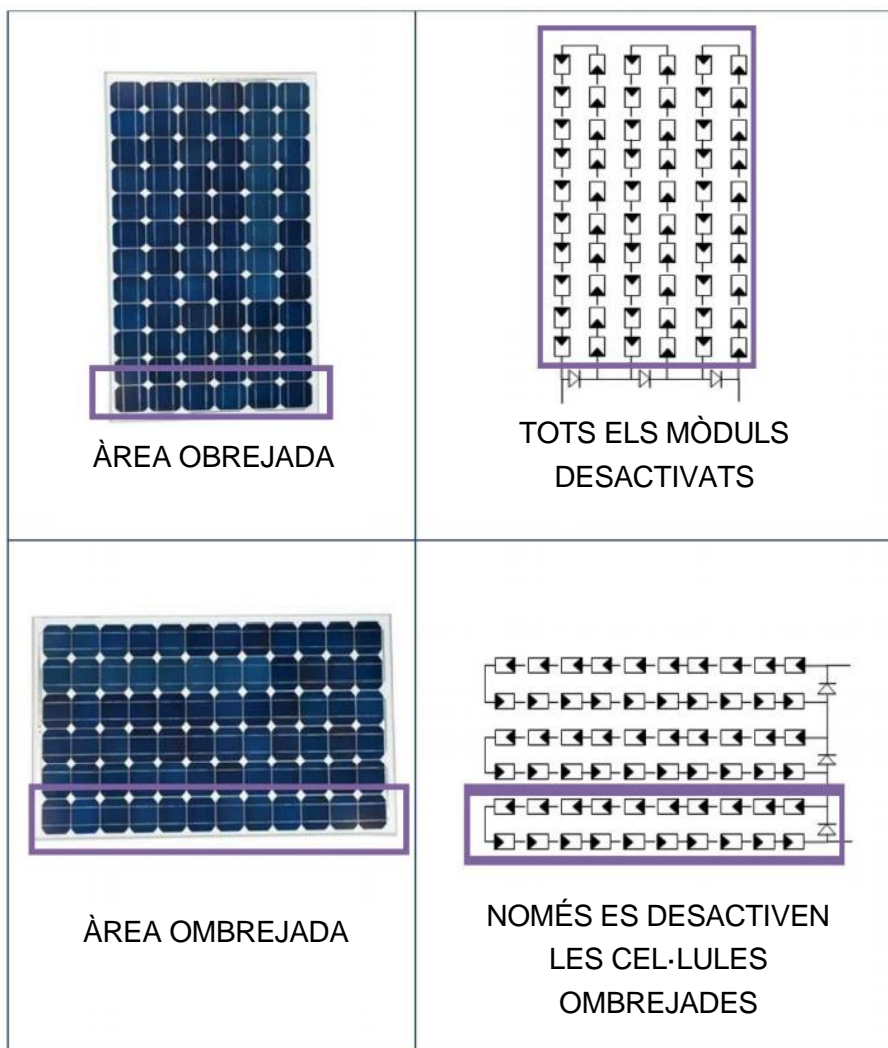 ÀREA OBREJADA
TOTS ELS MÒDULS
DESACTIVATS
ÀREA OMBREJADA
NOMÉS ES DESACTIVEN
LES CEL·LULES
OMBREJADES